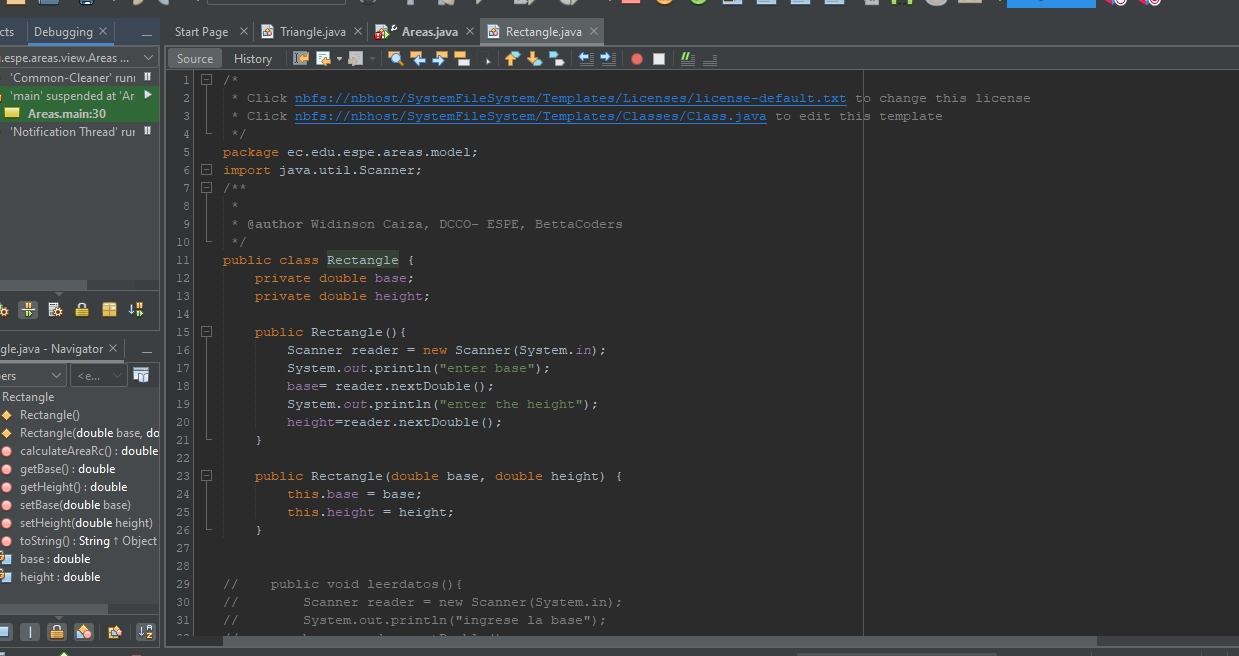 cts
Debugging
Start Page
Triangle.java
Areas.java
Rectangle.java
.espe.areas.view.Areas ...
Source
History
'Common-Cleaner' runr
'main' suspended at 'Ar
Areas.main:30
'Notification Thread' rur
1 /*
2 * Click nbfs://nbhost/SystemFileSystem/Templates/Licenses/license-default.txt to change this license
3 * Click nbfs://nbhost/SystemFileSystem/Templates/Classes/Class.java to edit this template
4 */
5 package ec.edu.espe.areas.model;
6 import java.util.Scanner;
7 /**
8 *
9 * @author Widinson Caiza, DCCO- ESPE, BettaCoders
10 */
11 public class Rectangle {
12 private double base;
13 private double height;
14
15 public Rectangle(){
16 Scanner reader = new Scanner(System.in);
17 System.out.println("enter base");
18 base= reader.nextDouble();
19 System.out.println("enter the height");
20 height=reader.nextDouble();
21 }
22
23 public Rectangle(double base, double height) {
24 this.base = base;
25 this.height = height;
26 }
27
28
29 // public void leerdatos(){
30 // Scanner reader = new Scanner(System.in);
31 // System.out.println("ingrese la base");
gle.java - Navigator
ers
<e...
Rectangle
Rectangle()
Rectangle(double base, do
calculateAreaRc() : double
getBase() : double
getHeight() : double
setBase(double base)
setHeight(double height)
toString() : String ↑ Object
base : double
height : double